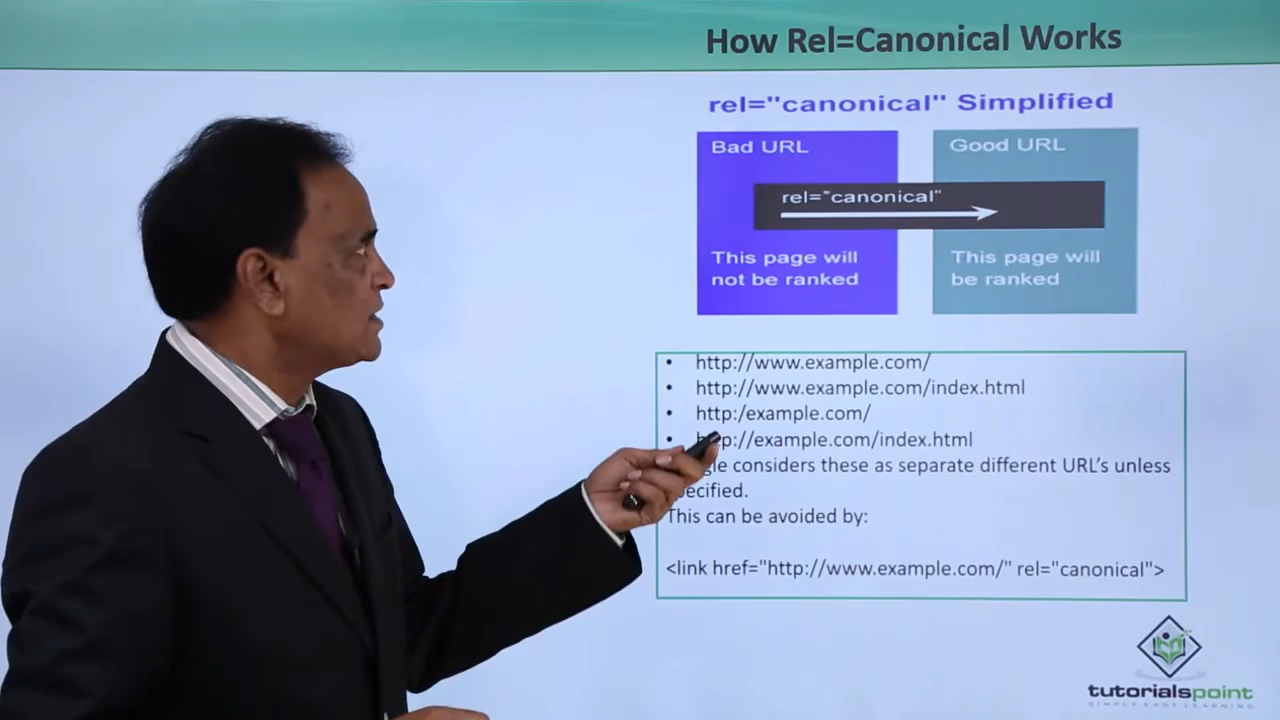 How Rel=Canonical Works
rel="canonical" Simplified
Bad URL
Good URL
rel="canonical"
This page will
not be ranked
This page will
be ranked
• http://www.example.com/
• http://www.example.com/index.html
• http:/example.com/
• http://example.com/index.html
considers these as separate different URL's unless
This can be avoided by:
<link href="http://www.example.com/" rel="canonical">
tutorialspoint
SIMPLY EASY LEARNING